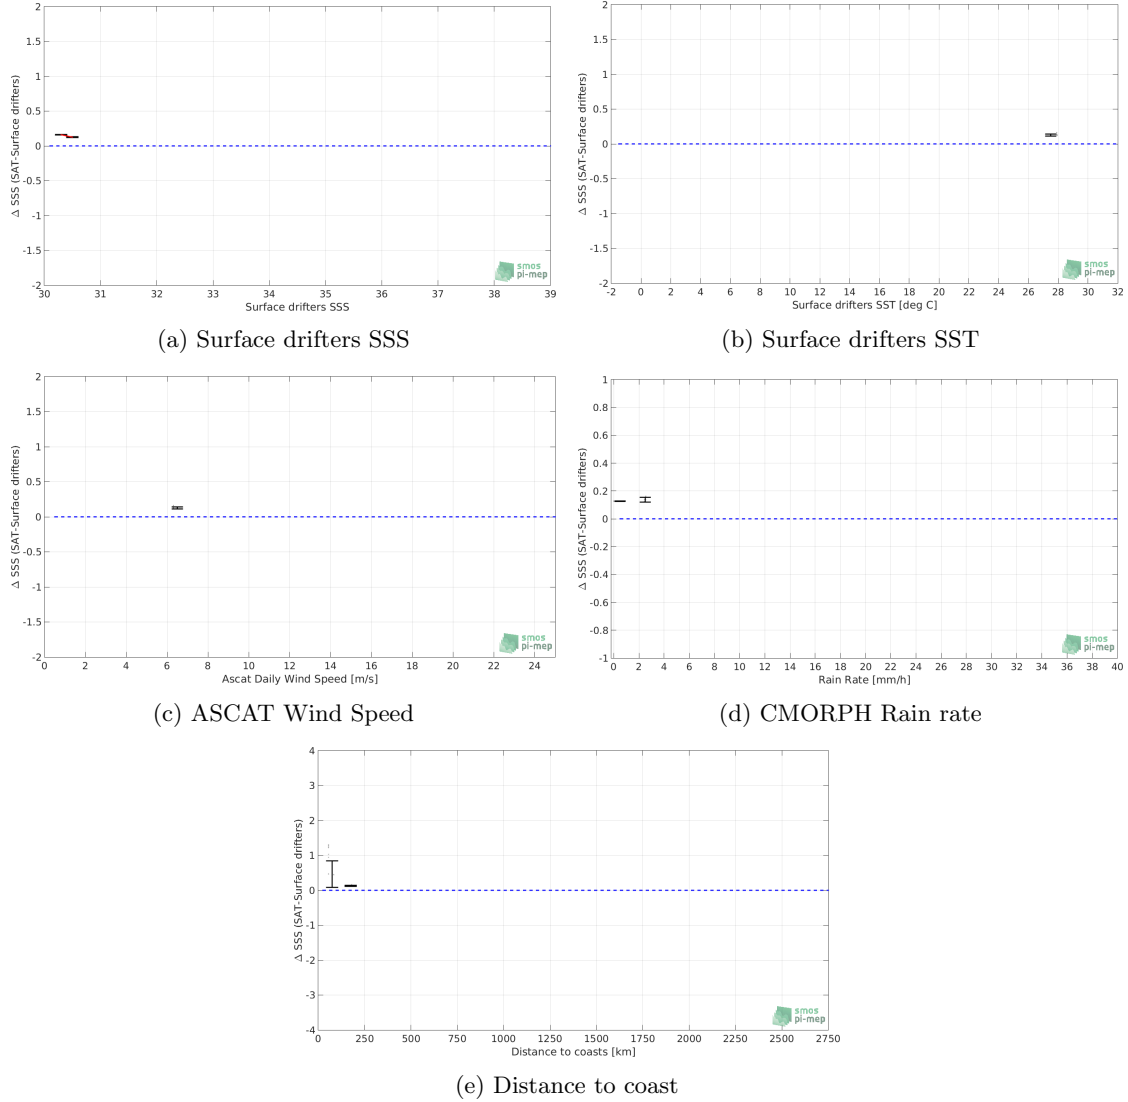 2
1.5
1
0.5
0
-0.5
-1
-1.5
-2
Δ SSS (SAT-Surface drifters)
30 31 32 33 34 35 36 37 38 39
Surface drifters SSS
smos
pi-mep
(a) Surface drifters SSS
2
1.5
1
0.5
0
-0.5
-1
-1.5
-2
Δ SSS (SAT-Surface drifters)
-2 0 2 4 6 8 10 12 14 16 18 20 22 24 26 28 30 32
Surface drifters SST [deg C]
smos
pi-mep
(b) Surface drifters SST
2
1.5
1
0.5
0
-0.5
-1
-1.5
-2
Δ SSS (SAT-Surface drifters)
0 2 4 6 8 10 12 14 16 18 20 22 24
Ascat Daily Wind Speed [m/s]
smos
pi-mep
(c) ASCAT Wind Speed
1
0.8
0.6
0.4
0.2
0
-0.2
-0.4
-0.6
-0.8
-1
Δ SSS (SAT-Surface drifters)
0 2 4 6 8 10 12 14 16 18 20 22 24 26 28 30 32 34 36 38 40
Rain Rate [mm/h]
smos
pi-mep
(d) CMORPH Rain rate
4
3
2
1
0
-1
-2
-3
-4
Δ SSS (SAT-Surface drifters)
0 250 500 750 1000 1250 1500 1750 2000 2250 2500 2750
Distance to coasts [km]
smos
pi-mep
(e) Distance to coast